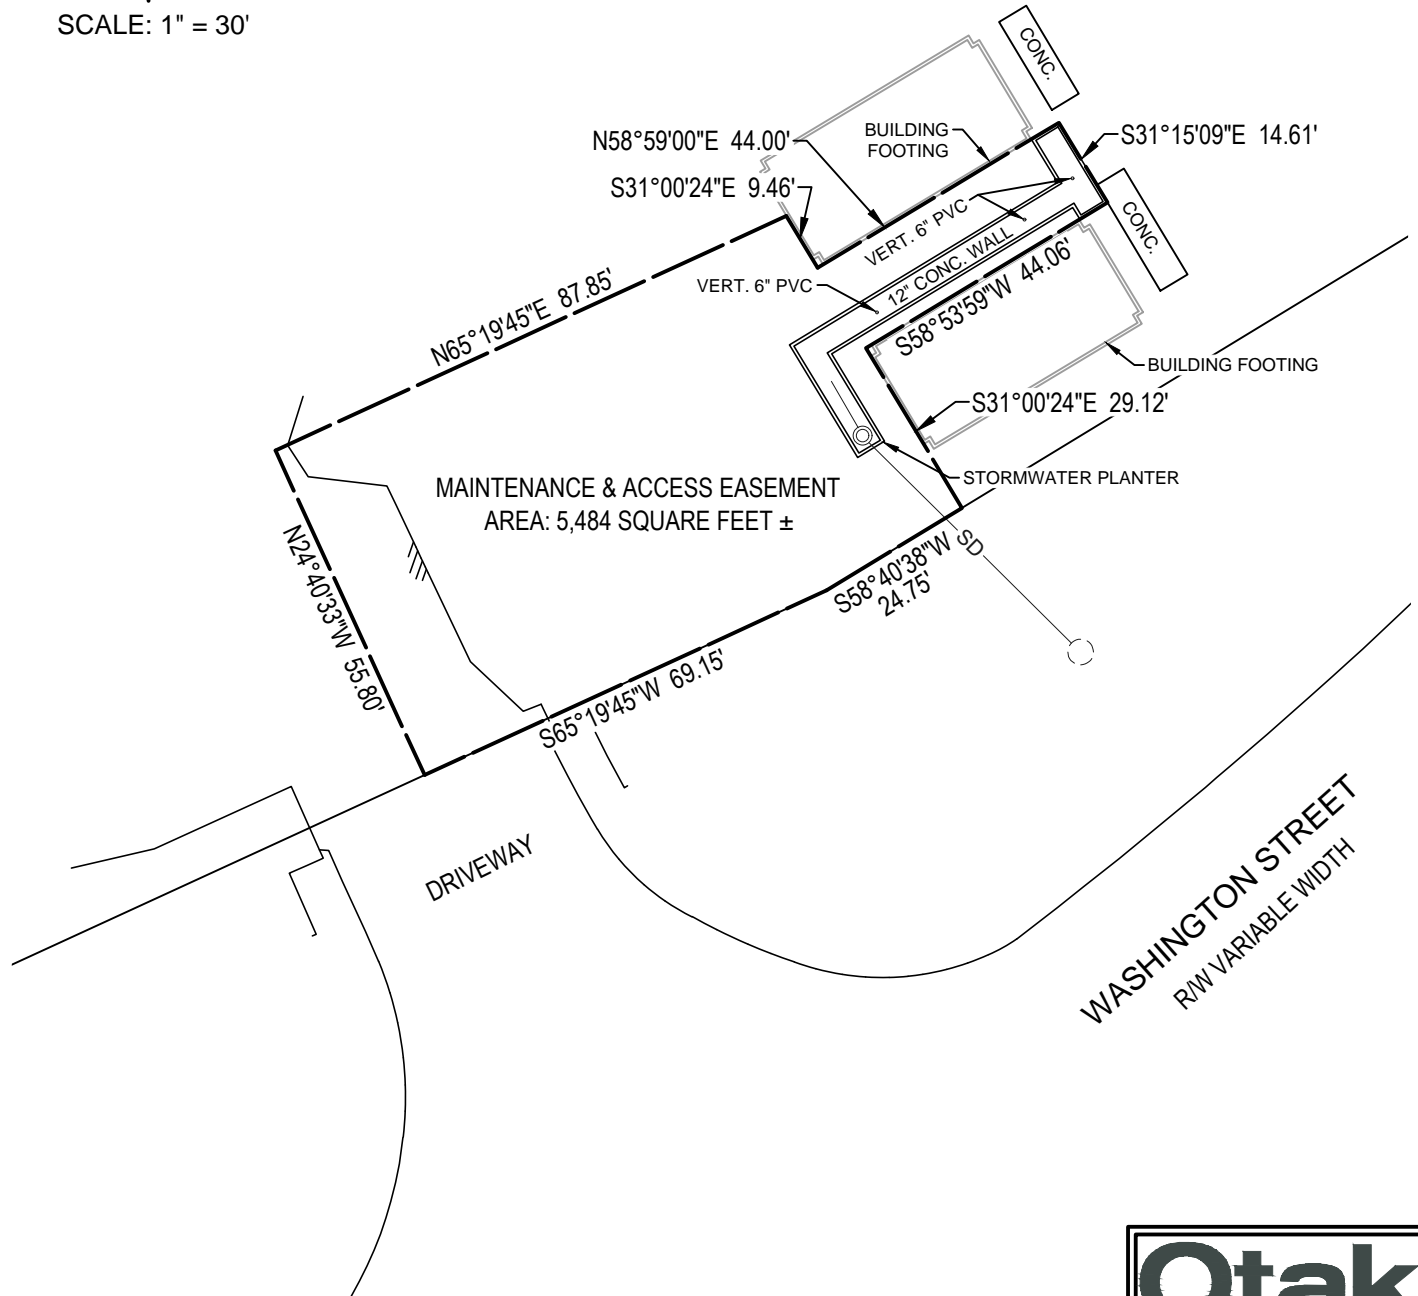 SCALE: 1" = 30'
CONC.
N58°59'00"E 44.00'
BUILDING
FOOTING
S31°15'09"E 14.61'
S31°00'24"E 9.46'
CONC.
VERT. 6" PVC
VERT. 6" PVC
12" CONC. WALL
S58°53'59"W 44.06'
N65°19'45"E 87.85'
BUILDING FOOTING
S31°00'24"E 29.12'
STORMWATER PLANTER
MAINTENANCE & ACCESS EASEMENT
AREA: 5,484 SQUARE FEET ±
SD
N24°40'33"W 55.80'
S58°40'38"W
24.75'
S65°19'45"W 69.15'
DRIVEWAY
WASHINGTON STREET
R/W VARIABLE WIDTH
Otak